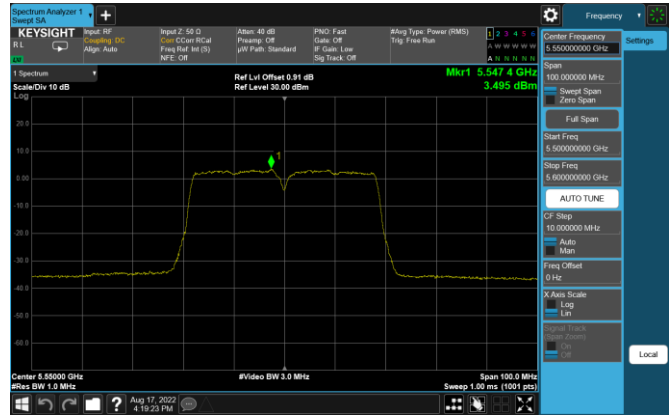 Spectrum Analyzer 1
Swept SA
+
Frequency
KEYSIGHT
R L
LW
Input: RF
Coupling: DC
Align: Auto
Input Z: 50 Ω
Corr CCorr RCal
Freq Ref: Int (S)
NFE: Off
Atten: 40 dB
Preamp: Off
µW Path: Standard
PNO: Fast
Gate: Off
IF Gain: Low
Sig Track: Off
#Avg Type: Power (RMS)
Trig: Free Run
1 2 3 4 5 6
A W W W W W
A N N N N N
1 Spectrum
Scale/Div 10 dB
Log
Ref Lvl Offset 0.91 dB
Ref Level 30.00 dBm
Mkr1 5.547 4 GHz
3.495 dBm
20.0
10.0
0.00
-10.0
-20.0
-30.0
-40.0
-50.0
-60.0
1
Center 5.55000 GHz
#Res BW 1.0 MHz
#Video BW 3.0 MHz
Span 100.0 MHz
Sweep 1.00 ms (1001 pts)
Center Frequency
5.550000000 GHz
Settings
Span
100.000000 MHz
Swept Span
Zero Span
Full Span
Start Freq
5.500000000 GHz
Stop Freq
5.600000000 GHz
AUTO TUNE
CF Step
10.000000 MHz
Auto
Man
Freq Offset
0 Hz
X Axis Scale
Log
Lin
Signal Track
(Span Zoom)
On
Off
Local
?
Aug 17, 2022
4:19:23 PM